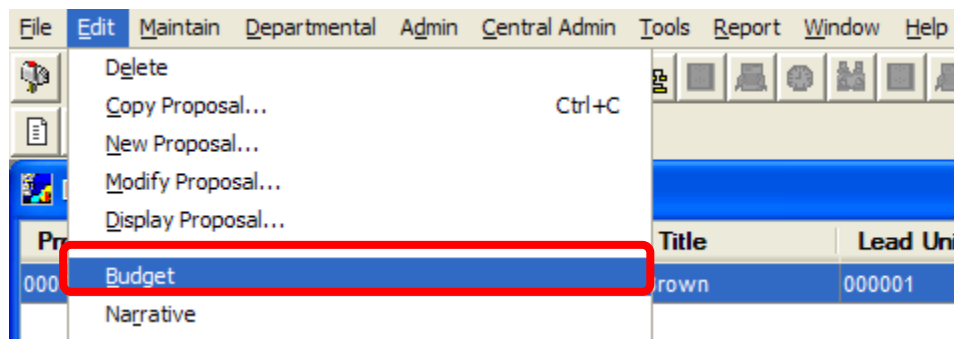 File Edit Maintain Departmental Admin Central Admin Tools Report Window Help
Delete
Copy Proposal... Ctrl+C
New Proposal...
Modify Proposal...
Display Proposal...
Title Lead Uni
Budget
000 rown 000001
Narrative